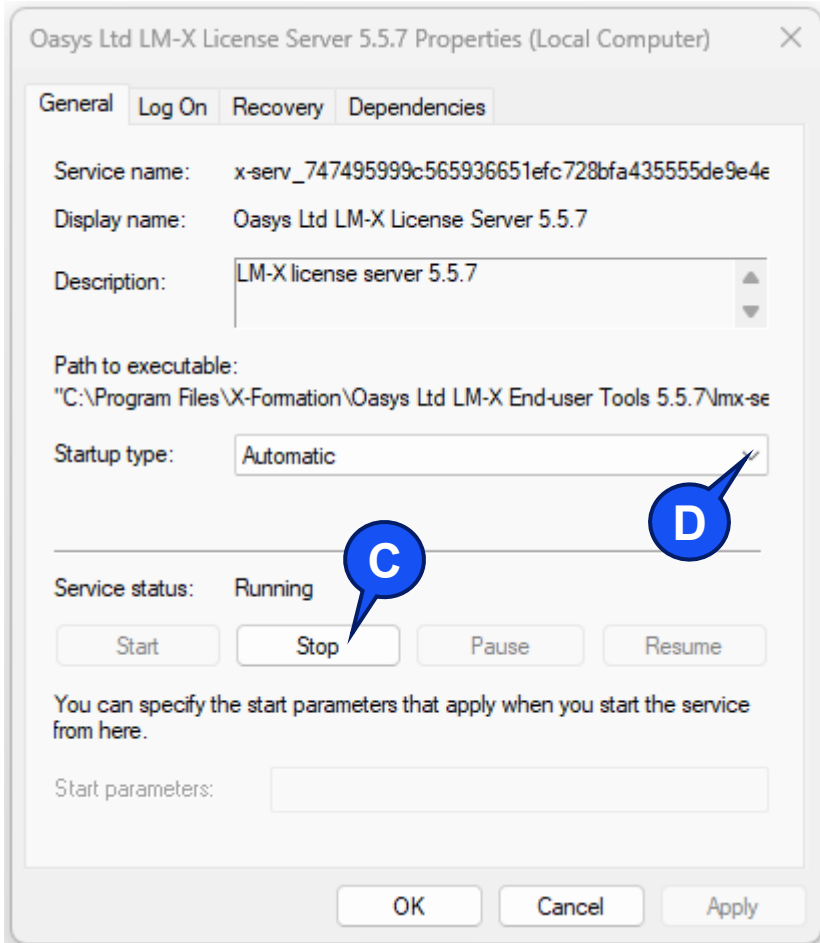 Oasys Ltd LM-X License Server 5.5.7 Properties (Local Computer)
General Log On Recovery Dependencies
Service name: x-serv_747495999c565936651efc728bfa435555de9e4e
Display name: Oasys Ltd LM-X License Server 5.5.7
Description: LM-X license server 5.5.7
Path to executable:
"C:\Program Files\X-Formation\Oasys Ltd LM-X End-user Tools 5.5.7\lmx-se
Startup type: Automatic
D
C
Service status: Running
Start Stop Pause Resume
You can specify the start parameters that apply when you start the service
from here.
Start parameters:
OK Cancel Apply